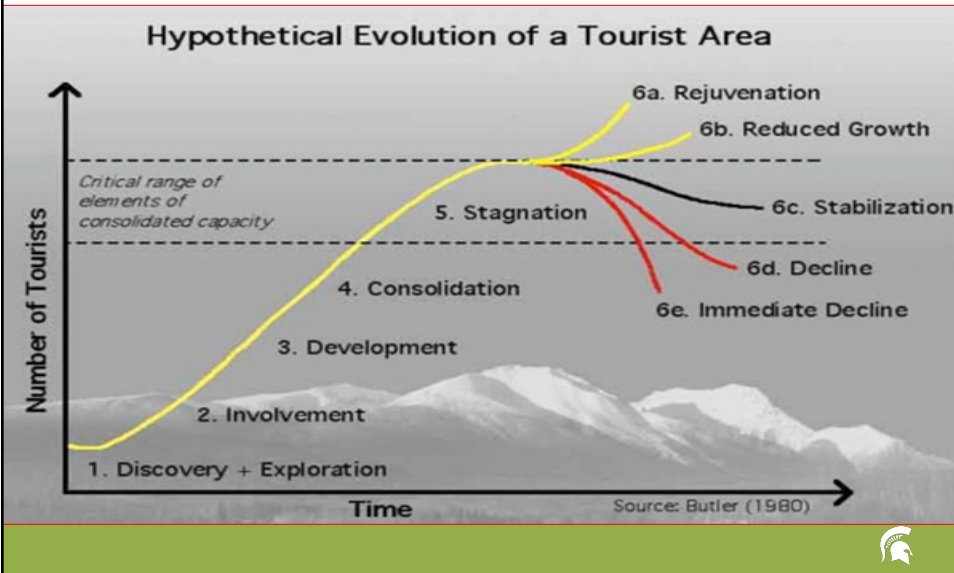 Hypothetical Evolution of a Tourist Area
6a. Rejuvenation
6b. Reduced Growth
Critical range of
elements of
consolidated capacity
5. Stagnation
6c. Stabilization
6d. Decline
4. Consolidation
6e. Immediate Decline
3. Development
2. Involvement
1. Discovery + Exploration
Number of Tourists
Time
Source: Butler (1980)